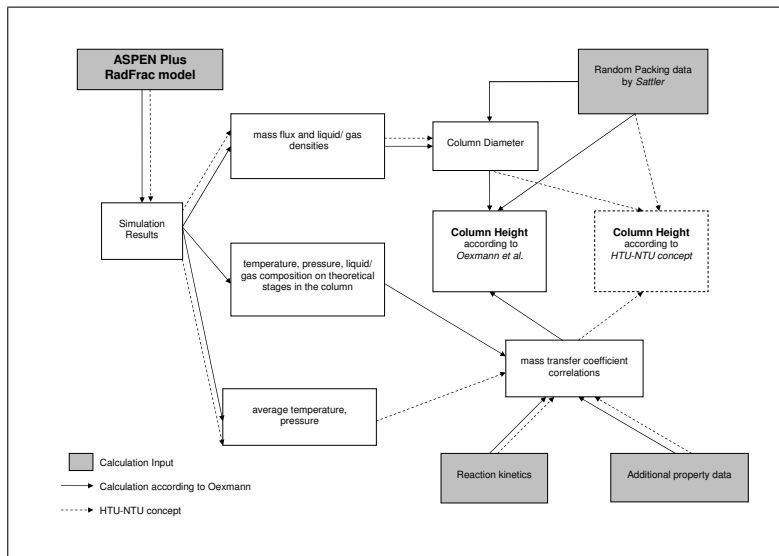 ASPEN Plus
RadFrac model
Random Packing data
by Sattler
mass flux and liquid/ gas
densities
Column Diameter
Simulation
Results
Column Height
according to
Oexmann et al.
Column Height
according to
HTU-NTU concept
temperature, pressure, liquid/
gas composition on theoretical
stages in the column
mass transfer coefficient
correlations
average temperature,
pressure
Calculation Input
Calculation according to Oexmann
HTU-NTU concept
Reaction kinetics
Additional property data